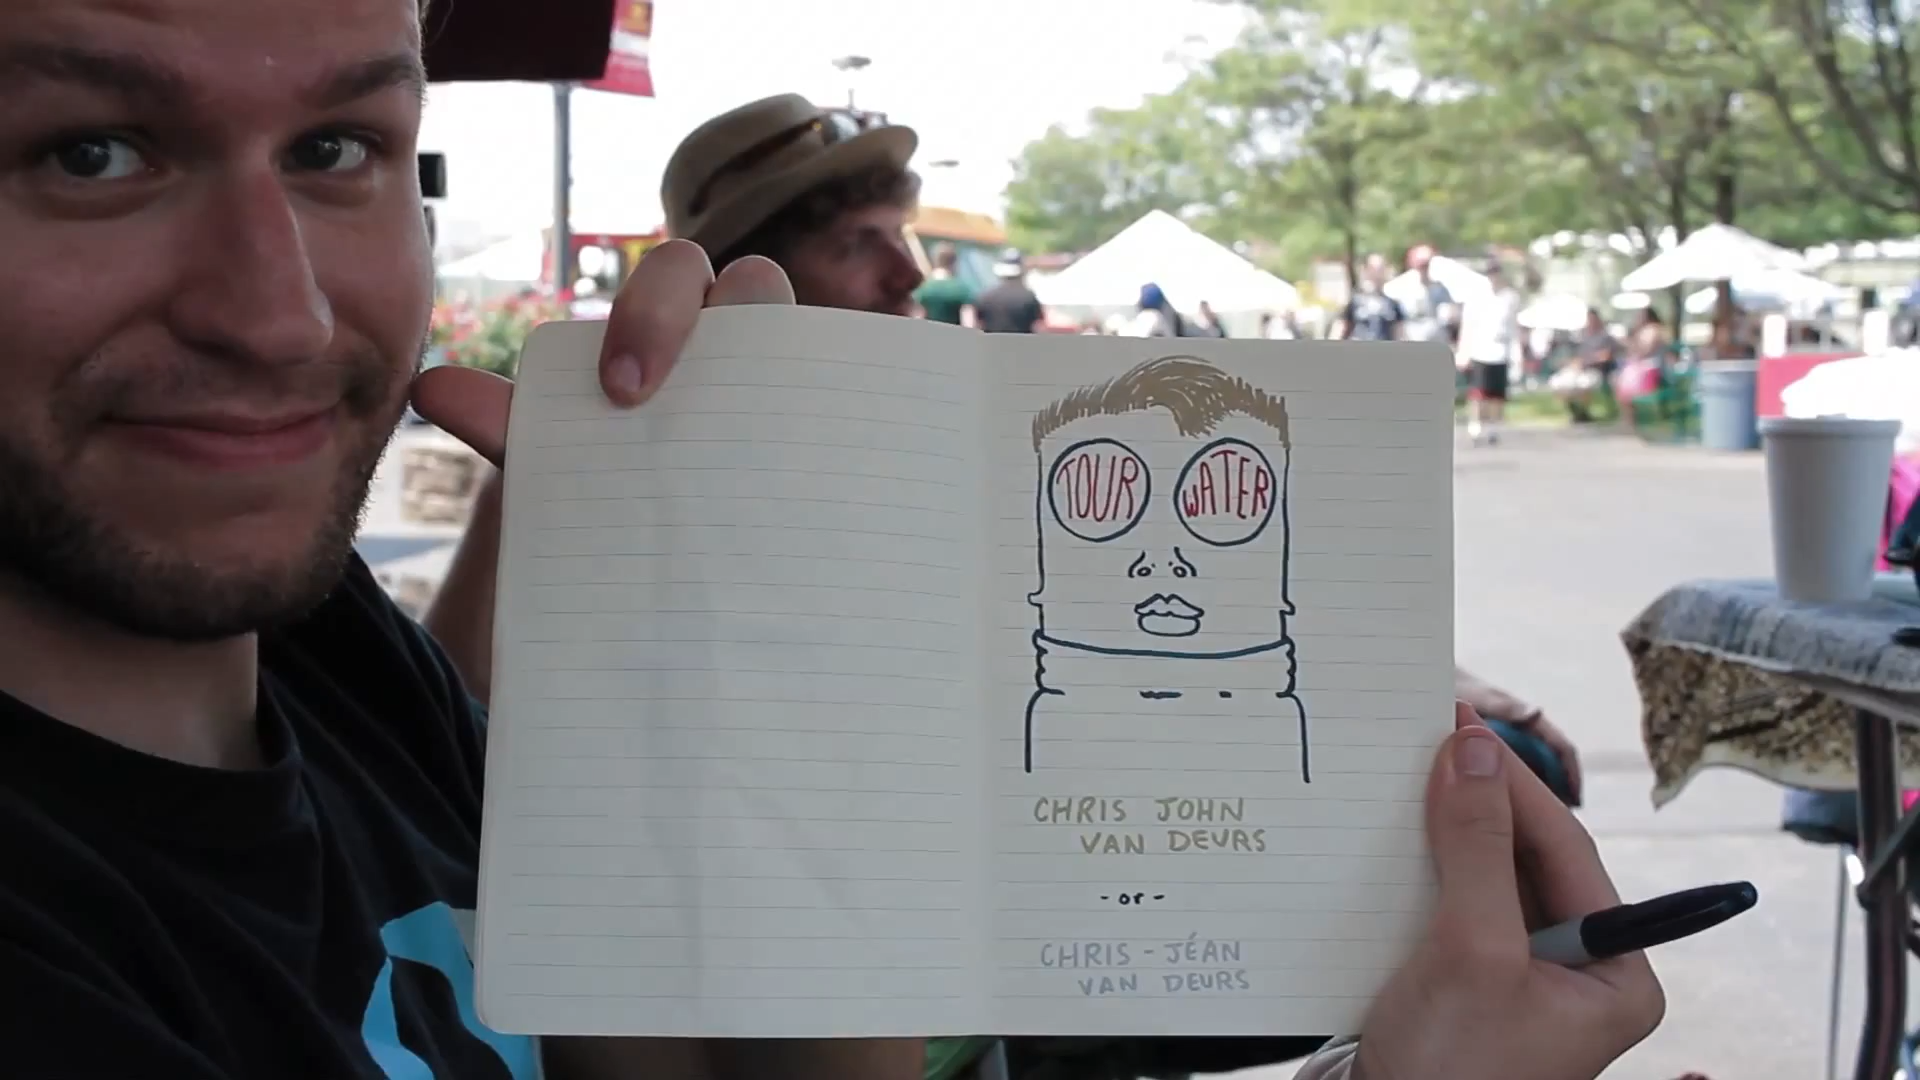 TOUR WATER
CHRIS JOHN
VAN DEURS
- or -
CHRIS - JÉAN
VAN DEURS